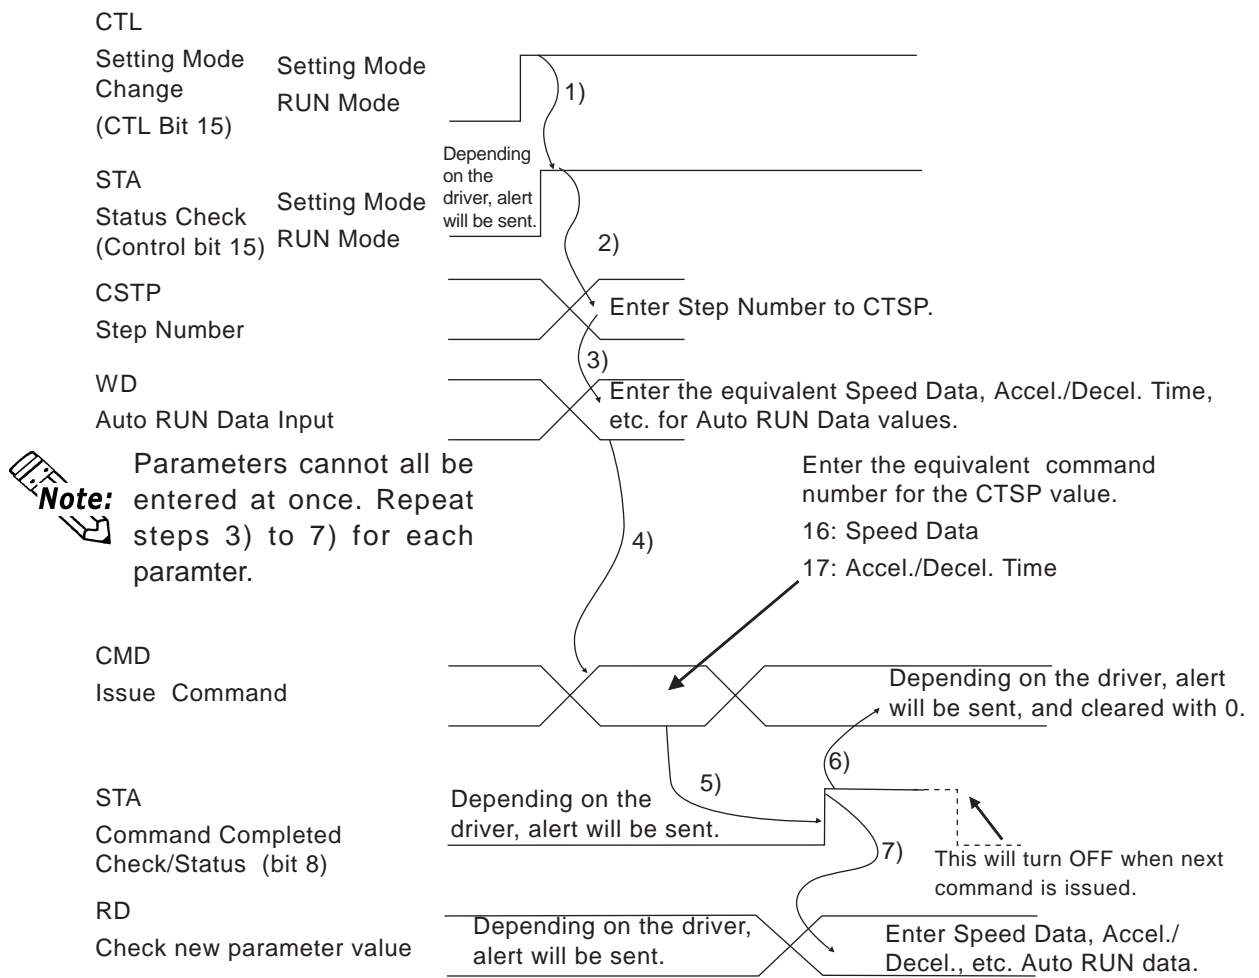 CTL
Setting Mode
Change
(CTL Bit 15)
Setting Mode
RUN Mode
1)
Depending
on the
driver, alert
will be sent.
STA
Status Check
(Control bit 15)
Setting Mode
RUN Mode
2)
CSTP
Step Number
Enter Step Number to CTSP.
3)
WD
Auto RUN Data Input
Enter the equivalent Speed Data, Accel./Decel. Time,
etc. for Auto RUN Data values.
Note:
Parameters cannot all be
entered at once. Repeat
steps 3) to 7) for each
paramter.
4)
Enter the equivalent command
number for the CTSP value.
16: Speed Data
17: Accel./Decel. Time
CMD
Issue Command
Depending on the driver, alert
will be sent, and cleared with 0.
5)
6)
STA
Command Completed
Check/Status (bit 8)
Depending on the
driver, alert will be sent.
7)
This will turn OFF when next
command is issued.
RD
Check new parameter value
Depending on the driver,
alert will be sent.
Enter Speed Data, Accel./
Decel., etc. Auto RUN data.